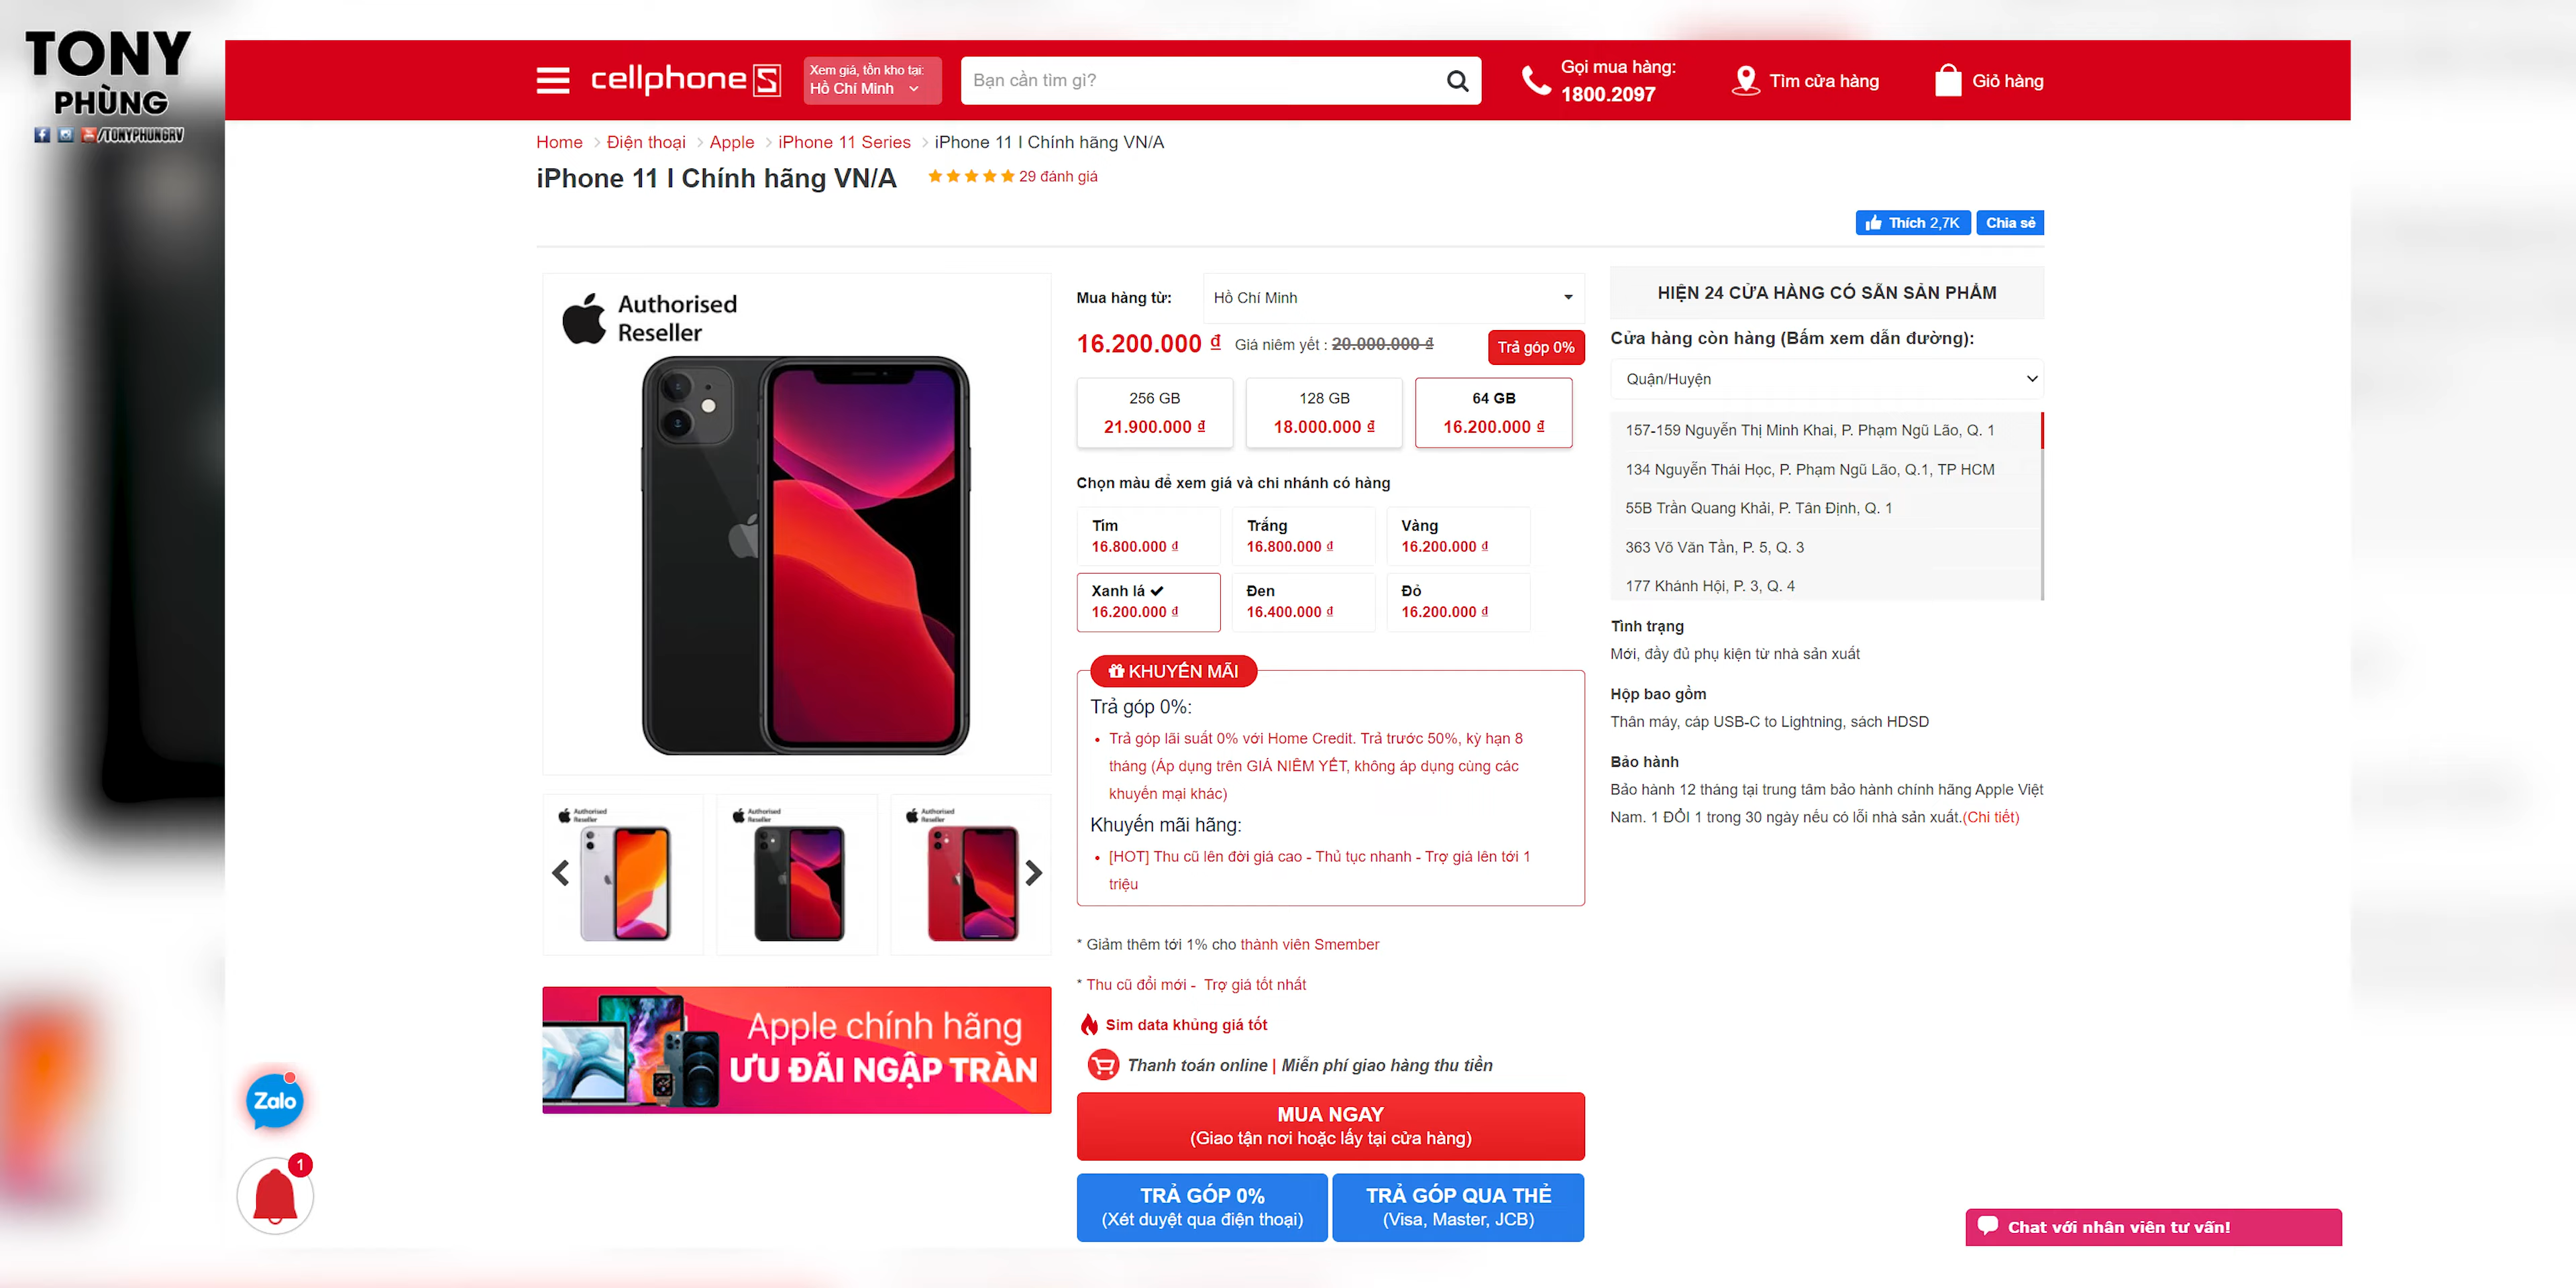 TONY
PHÙNG
/TONYPHUNGRV
cellphoneS
Xem giá, tồn kho tại:
Hồ Chí Minh
Bạn cần tìm gì?
Gọi mua hàng:
1800.2097
Tìm cửa hàng
Giỏ hàng
Home > Điện thoại > Apple > iPhone 11 Series > iPhone 11 I Chính hãng VN/A
iPhone 11 I Chính hãng VN/A
29 đánh giá
Thích 2,7K
Chia sẻ
Authorised
Reseller
Authorised
Reseller
Authorised
Reseller
Authorised
Reseller
Apple chính hãng
ƯU ĐÃI NGẬP TRÀN
Mua hàng từ:
Hồ Chí Minh
16.200.000 ₫
Giá niêm yết : 20.000.000 ₫
Trả góp 0%
256 GB
21.900.000 ₫
128 GB
18.000.000 ₫
64 GB
16.200.000 ₫
Chọn màu để xem giá và chi nhánh có hàng
Tím
16.800.000 ₫
Trắng
16.800.000 ₫
Vàng
16.200.000 ₫
Xanh lá
16.200.000 ₫
Đen
16.400.000 ₫
Đỏ
16.200.000 ₫
KHUYẾN MÃI
Trả góp 0%:
• Trả góp lãi suất 0% với Home Credit. Trả trước 50%, kỳ hạn 8
tháng (Áp dụng trên GIÁ NIÊM YẾT, không áp dụng cùng các
khuyến mại khác)
Khuyến mãi hãng:
• [HOT] Thu cũ lên đời giá cao - Thủ tục nhanh - Trợ giá lên tới 1
triệu
* Giảm thêm tới 1% cho thành viên Smember
* Thu cũ đổi mới - Trợ giá tốt nhất
Sim data khủng giá tốt
Thanh toán online | Miễn phí giao hàng thu tiền
MUA NGAY
(Giao tận nơi hoặc lấy tại cửa hàng)
TRẢ GÓP 0%
(Xét duyệt qua điện thoại)
TRẢ GÓP QUA THẺ
(Visa, Master, JCB)
HIỆN 24 CỬA HÀNG CÓ SẴN SẢN PHẨM
Cửa hàng còn hàng (Bấm xem dẫn đường):
Quận/Huyện
157-159 Nguyễn Thị Minh Khai, P. Phạm Ngũ Lão, Q. 1
134 Nguyễn Thái Học, P. Phạm Ngũ Lão, Q.1, TP HCM
55B Trần Quang Khải, P. Tân Định, Q. 1
363 Võ Văn Tần, P. 5, Q. 3
177 Khánh Hội, P. 3, Q. 4
Tình trạng
Mới, đầy đủ phụ kiện từ nhà sản xuất
Hộp bao gồm
Thân máy, cáp USB-C to Lightning, sách HDSD
Bảo hành
Bảo hành 12 tháng tại trung tâm bảo hành chính hãng Apple Việt
Nam. 1 ĐỔI 1 trong 30 ngày nếu có lỗi nhà sản xuất.(Chi tiết)
Zalo
1
Chat với nhân viên tư vấn!